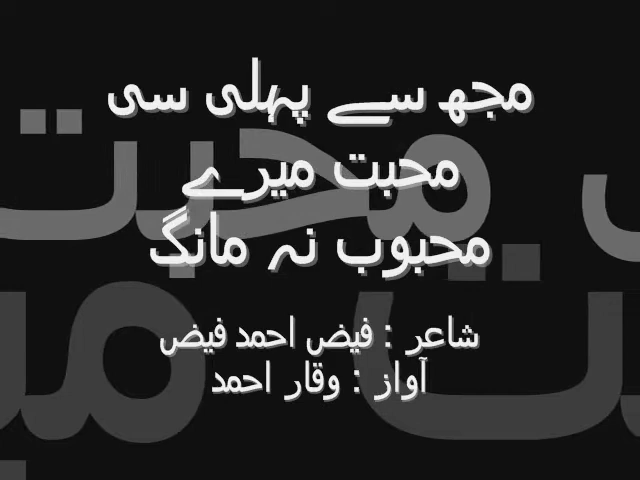 مجھ سے پہلی سی
محبت میرے
محبوب نہ مانگ
شاعر : فیض احمد فیض
آواز : وقار احمد